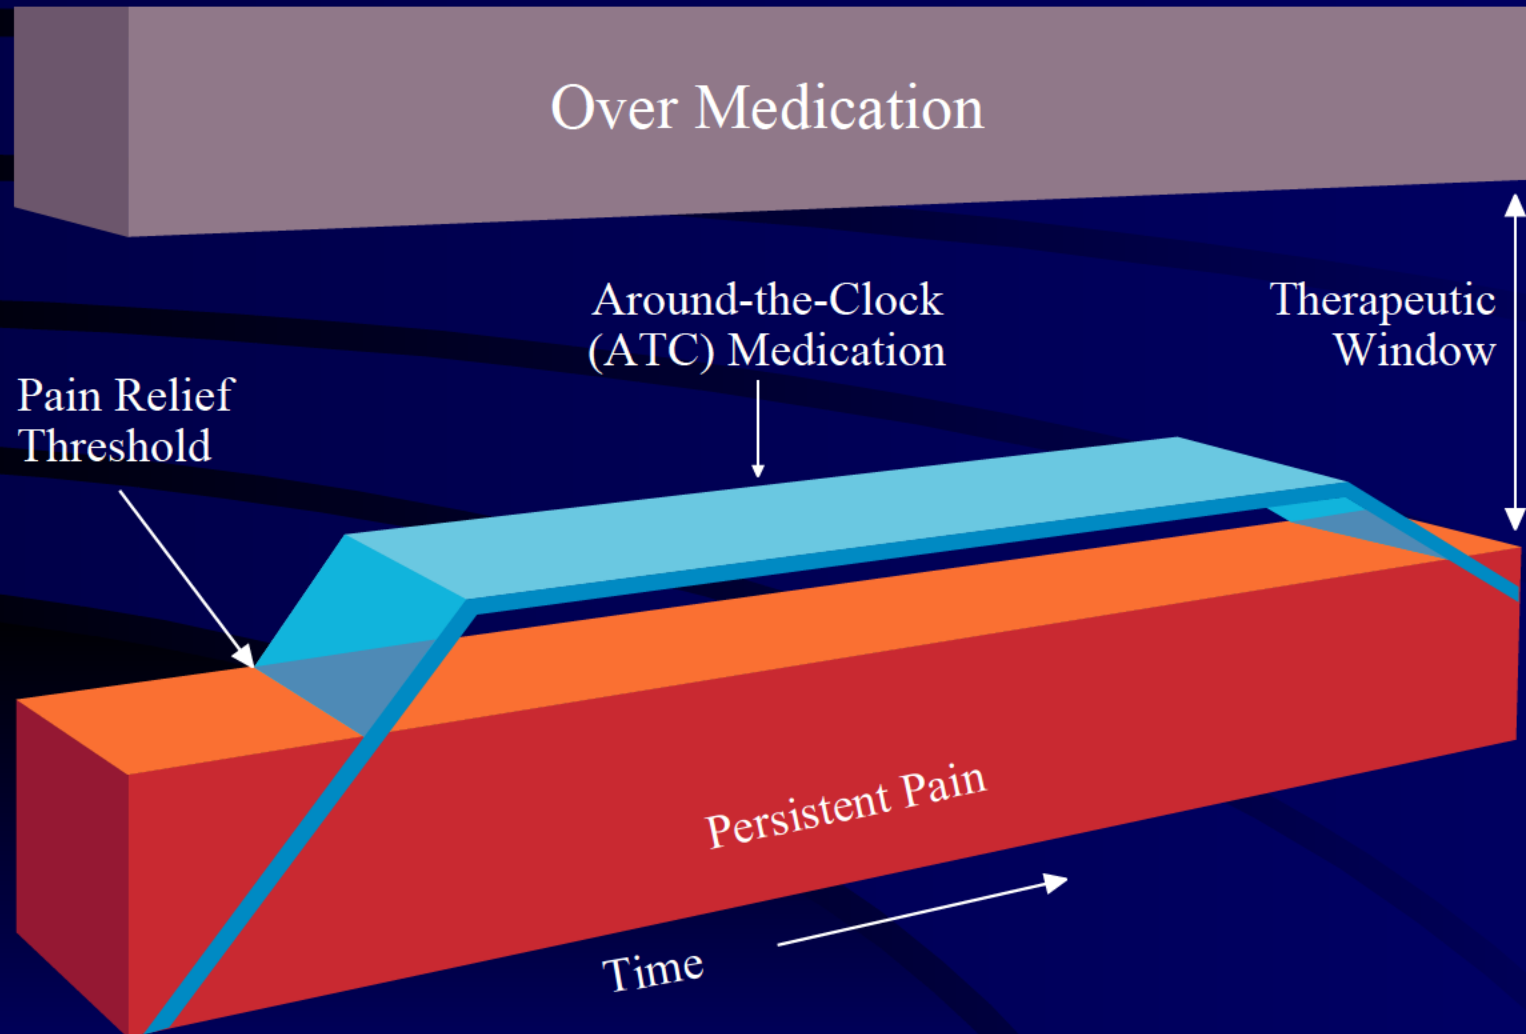 Over Medication
Around-the-Clock
(ATC) Medication
Therapeutic
Window
Pain Relief
Threshold
Persistent Pain
Time